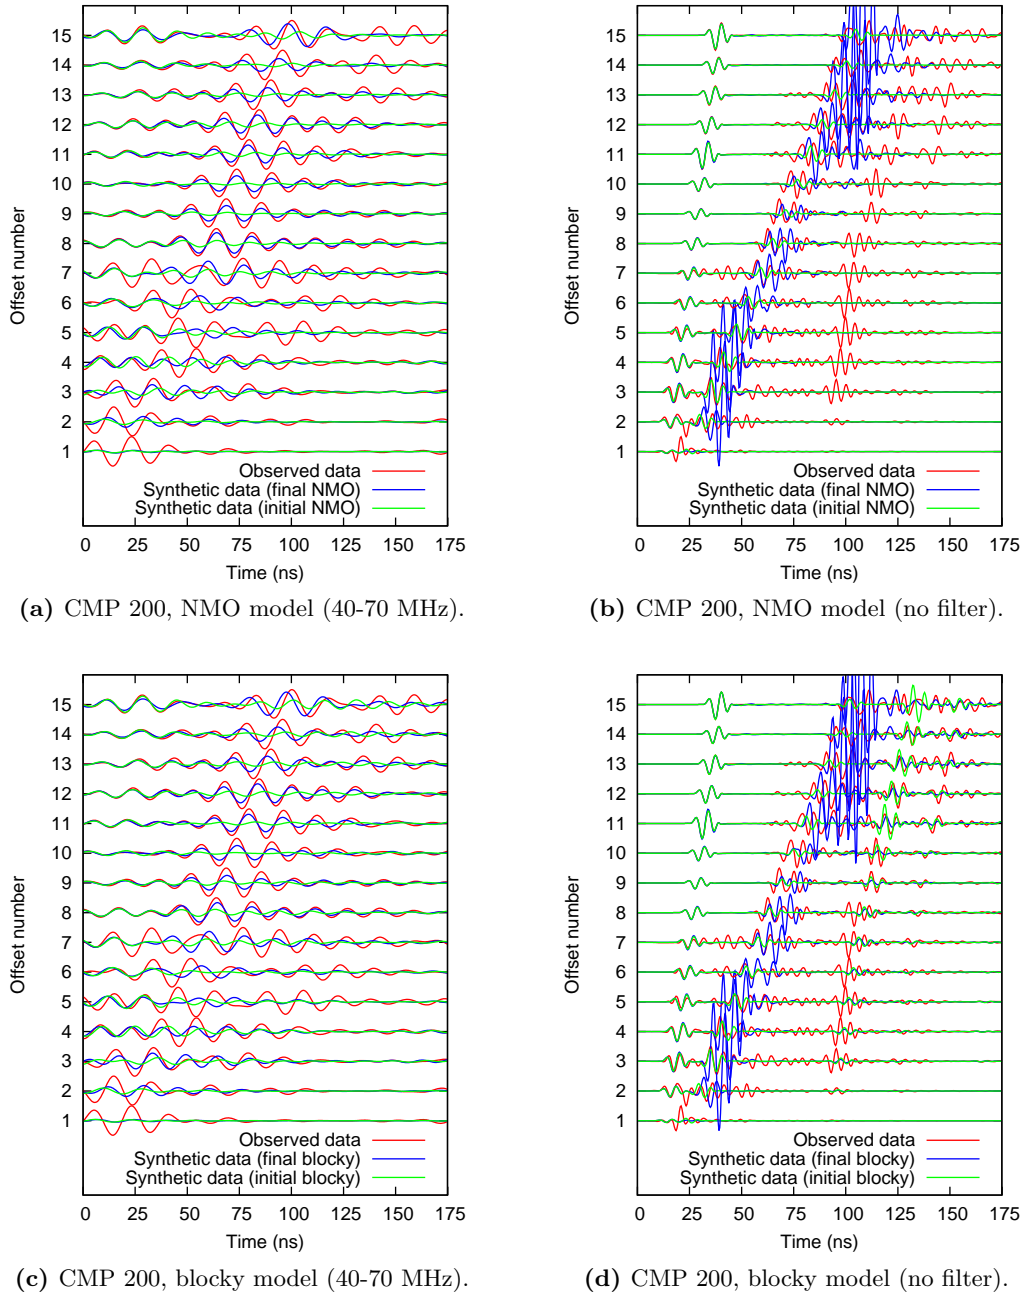 15
14
13
12
11
10
9
8
7
6
5
4
3
2
1
Offset number
Observed data
Synthetic data (final NMO)
Synthetic data (initial NMO)
0 25 50 75 100 125 150 175
Time (ns)
(a) CMP 200, NMO model (40-70 MHz).
15
14
13
12
11
10
9
8
7
6
5
4
3
2
1
Offset number
Observed data
Synthetic data (final NMO)
Synthetic data (initial NMO)
0 25 50 75 100 125 150 175
Time (ns)
(b) CMP 200, NMO model (no filter).
15
14
13
12
11
10
9
8
7
6
5
4
3
2
1
Offset number
Observed data
Synthetic data (final blocky)
Synthetic data (initial blocky)
0 25 50 75 100 125 150 175
Time (ns)
(c) CMP 200, blocky model (40-70 MHz).
15
14
13
12
11
10
9
8
7
6
5
4
3
2
1
Offset number
Observed data
Synthetic data (final blocky)
Synthetic data (initial blocky)
0 25 50 75 100 125 150 175
Time (ns)
(d) CMP 200, blocky model (no filter).